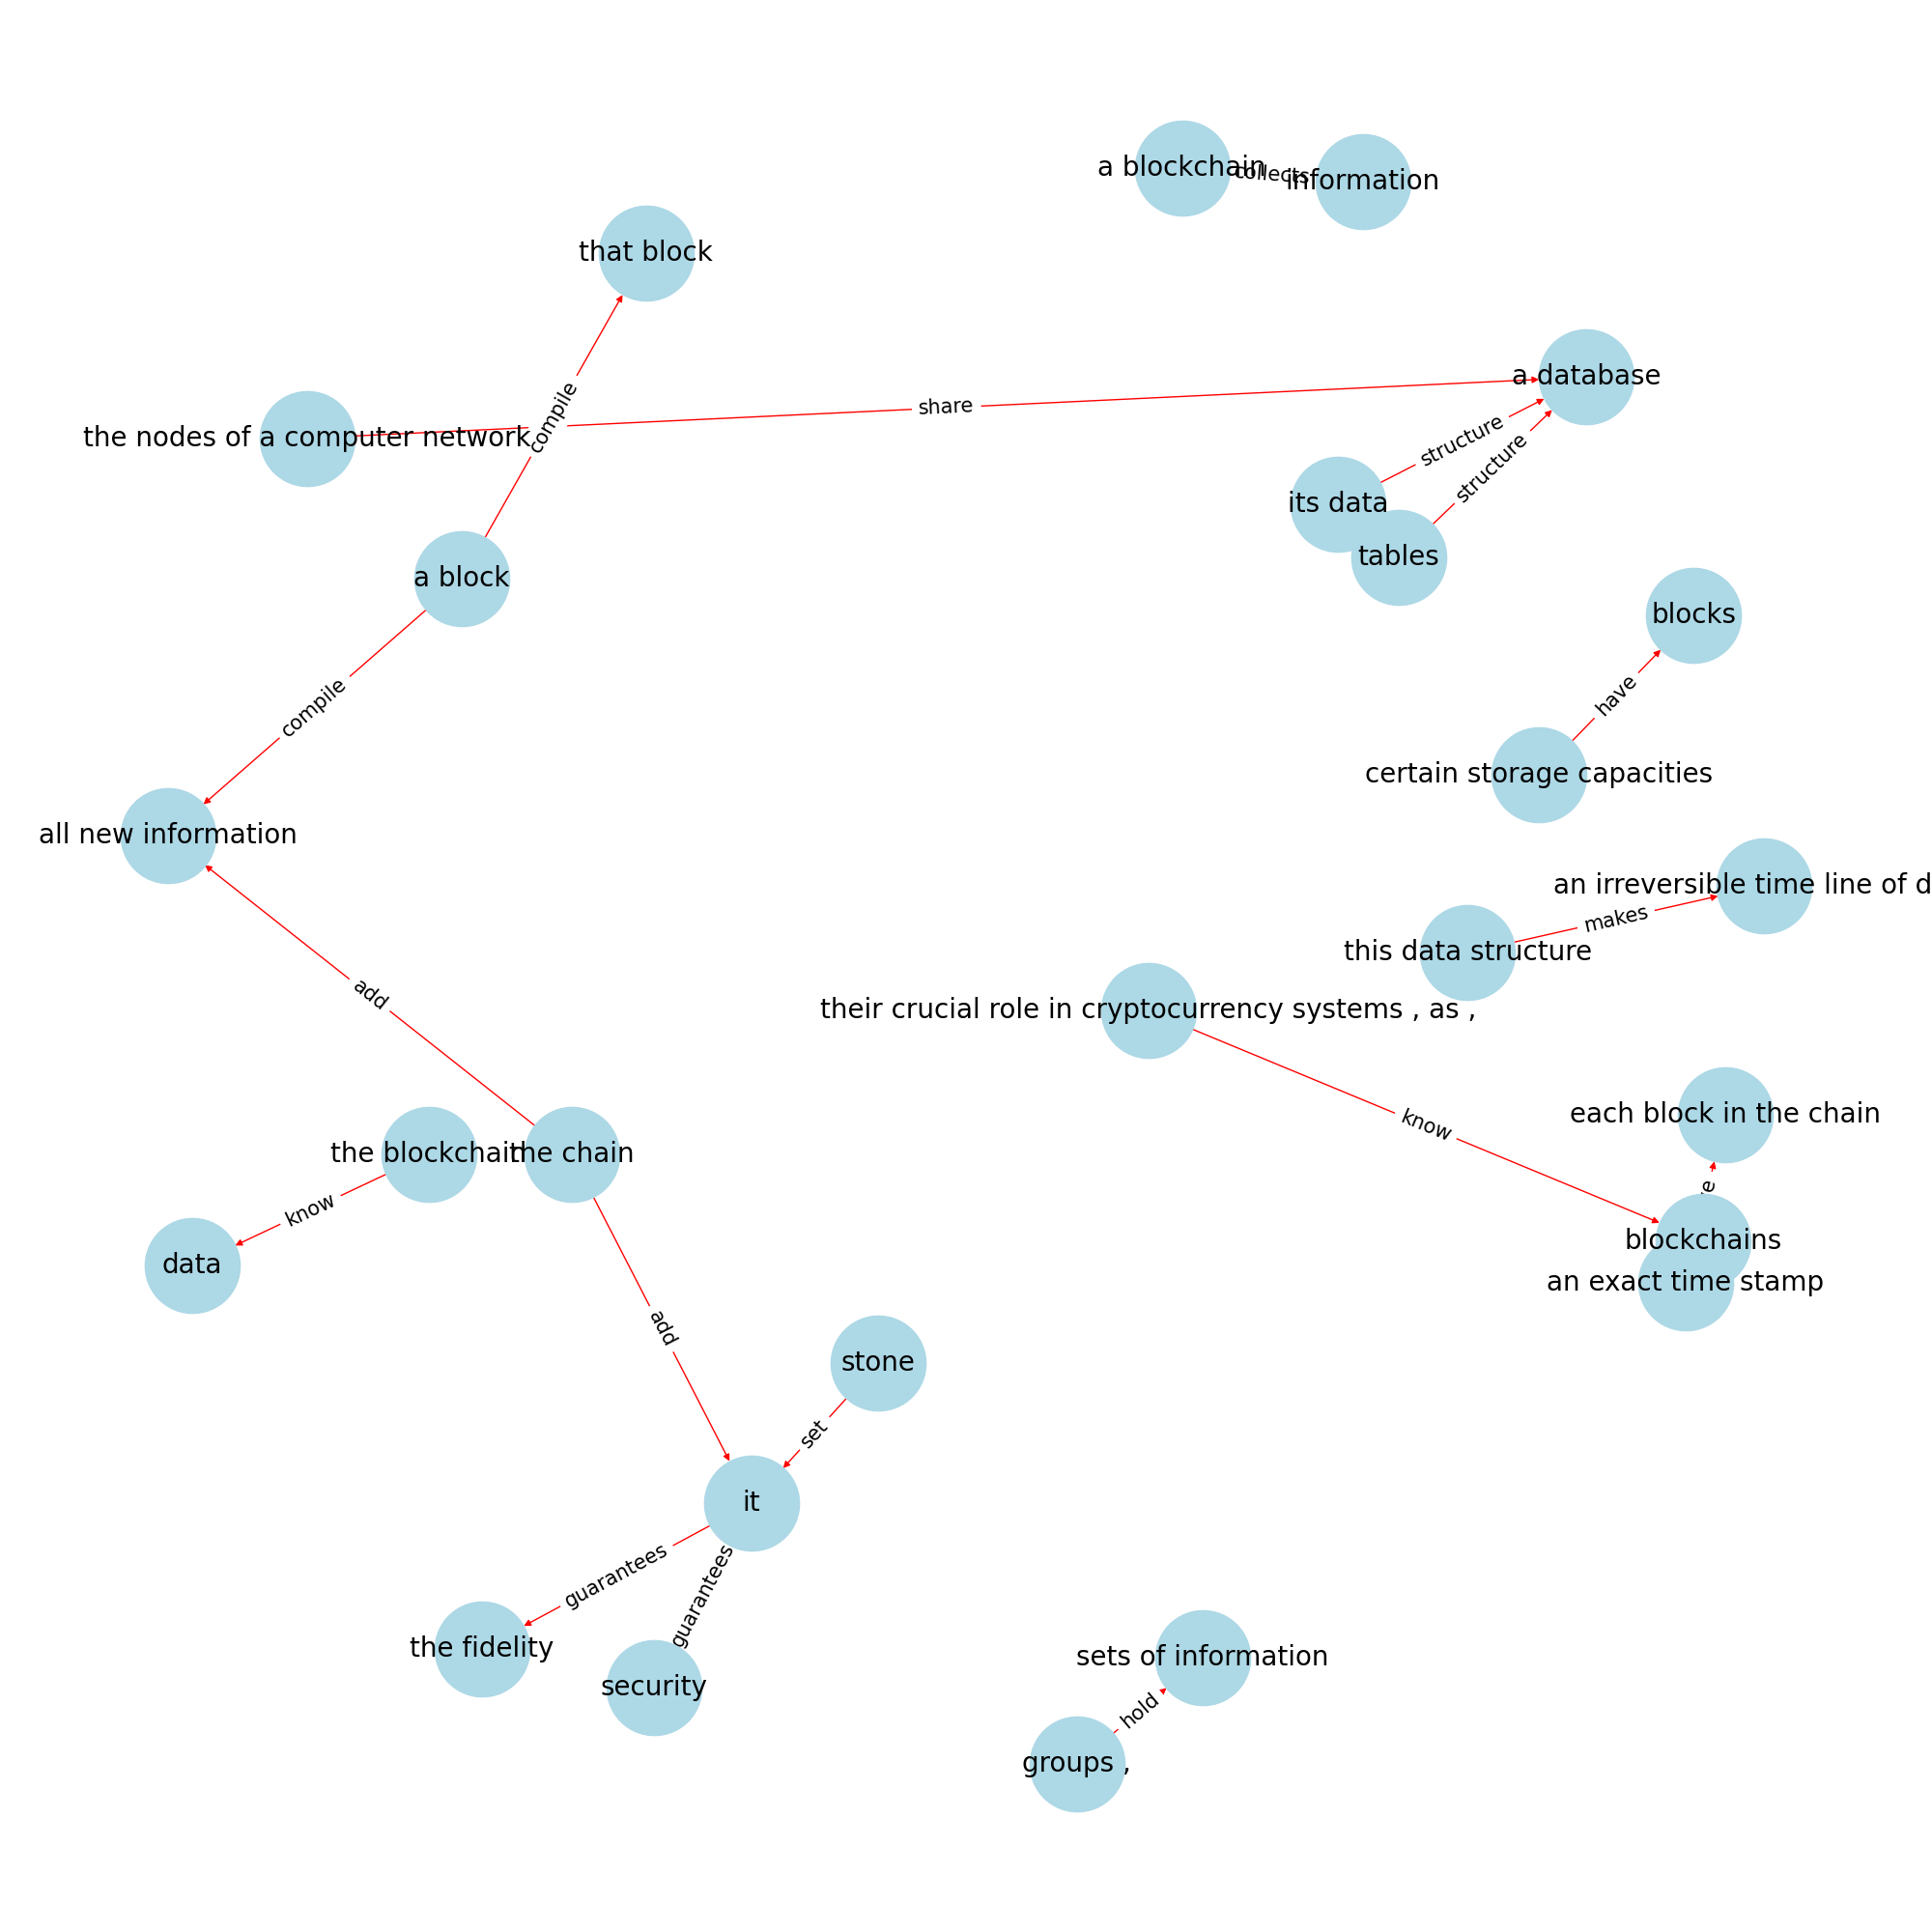 a blockchain
collects
information
that block
a database
share
compile
structure
the nodes of a computer network
structure
its data
tables
a block
blocks
have
compile
certain storage capacities
all new information
an irreversible time line of d
makes
this data structure
add
their crucial role in cryptocurrency systems , as ,
know
each block in the chain
the blockchain
the chain
know
blockchains
data
an exact time stamp
add
stone
set
it
guarantees
guarantees
the fidelity
sets of information
security
hold
groups ,